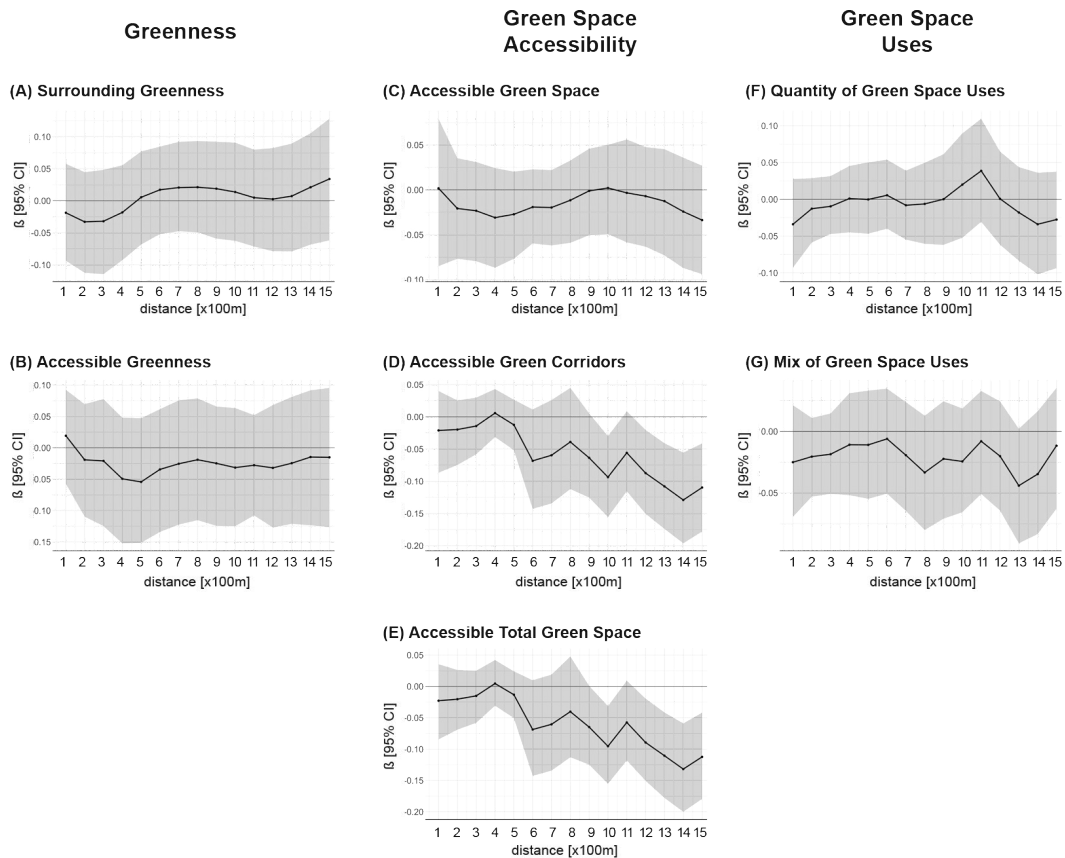 Greenness
Green Space
Accessibility
Green Space
Uses
(A) Surrounding Greenness
0.10
0.05
0.00
-0.05
-0.10
ß [95% CI]
1 2 3 4 5 6 7 8 9 10 11 12 13 14 15
distance [x100m]
(C) Accessible Green Space
0.05
0.00
-0.05
-0.10
ß [95% CI]
1 2 3 4 5 6 7 8 9 10 11 12 13 14 15
distance [x100m]
(F) Quantity of Green Space Uses
0.10
0.05
0.00
-0.05
-0.10
ß [95% CI]
1 2 3 4 5 6 7 8 9 10 11 12 13 14 15
distance [x100m]
(B) Accessible Greenness
0.10
0.05
0.00
0.05
0.10
0.15
ß [95% CI]
1 2 3 4 5 6 7 8 9 10 11 12 13 14 15
distance [x100m]
(D) Accessible Green Corridors
0.05
0.00
-0.05
-0.10
-0.15
-0.20
ß [95% CI]
1 2 3 4 5 6 7 8 9 10 11 12 13 14 15
distance [x100m]
(G) Mix of Green Space Uses
0.00
-0.05
ß [95% CI]
1 2 3 4 5 6 7 8 9 10 11 12 13 14 15
distance [x100m]
(E) Accessible Total Green Space
0.05
0.00
-0.05
-0.10
-0.15
-0.20
ß [95% CI]
1 2 3 4 5 6 7 8 9 10 11 12 13 14 15
distance [x100m]